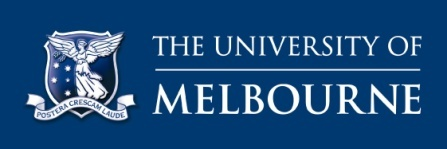 THE UNIVERSITY OF
MELBOURNE
POSTERA CRESCAM LAUDE